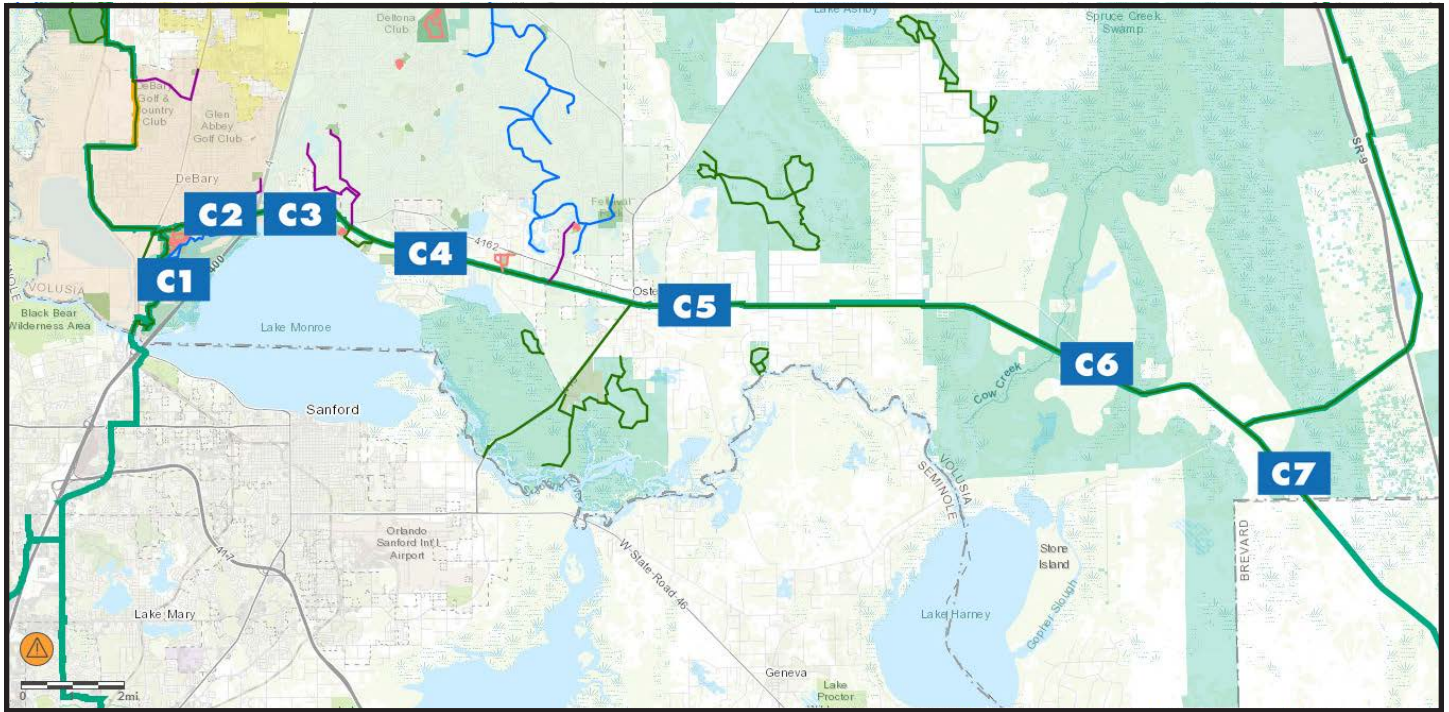 Deltona
Club
Lake Ashby
Spruce Creek
Swamp
DeBary
Golf &
Country
Club
Glen
Abbey
Golf Club
SR-9
DeBary
C2
C3
4162
C4
C1
VOLUSIA
Black Bear
Wilderness Area
Lake Monroe
C5
C6
Cow Creek
Sanford
C7
VOLUSIA
SEMINOLE
BREVARD
Orlando
Sanford Int'l
Airport
417
W State Road 46
Stone
Island
Lake Mary
Lake Harney
Gopher Slough
Geneva
Lake
Proctor
0
2mi